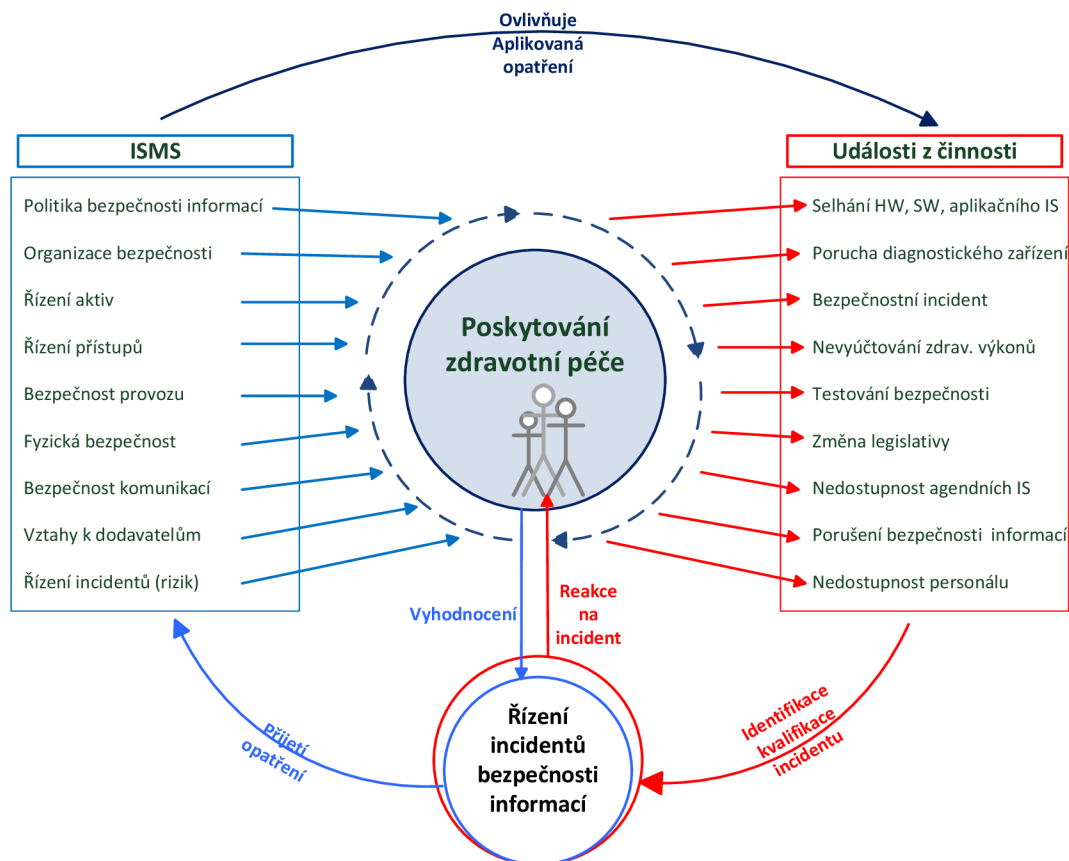 Ovlivňuje
Aplikovaná
opatření
ISMS
Události z činnosti
Politika bezpečnosti informací
Organizace bezpečnosti
Řízení aktiv
Řízení přístupů
Bezpečnost provozu
Fyzická bezpečnost
Bezpečnost komunikací
Vztahy k dodavatelům
Řízení incidentů (rizik)
Poskytování
zdravotní péče
Selhání HW, SW, aplikačního IS
Porucha diagnostického zařízení
Bezpečnostní incident
Nevyúčtování zdrav. výkonů
Testování bezpečnosti
Změna legislativy
Nedostupnost agendních IS
Porušení bezpečnosti informací
Nedostupnost personálu
Vyhodnocení
Reakce
na
incident
Přijetí
opatření
Řízení
incidentů
bezpečnosti
informací
Identifikace
kvalifikace
incidentu